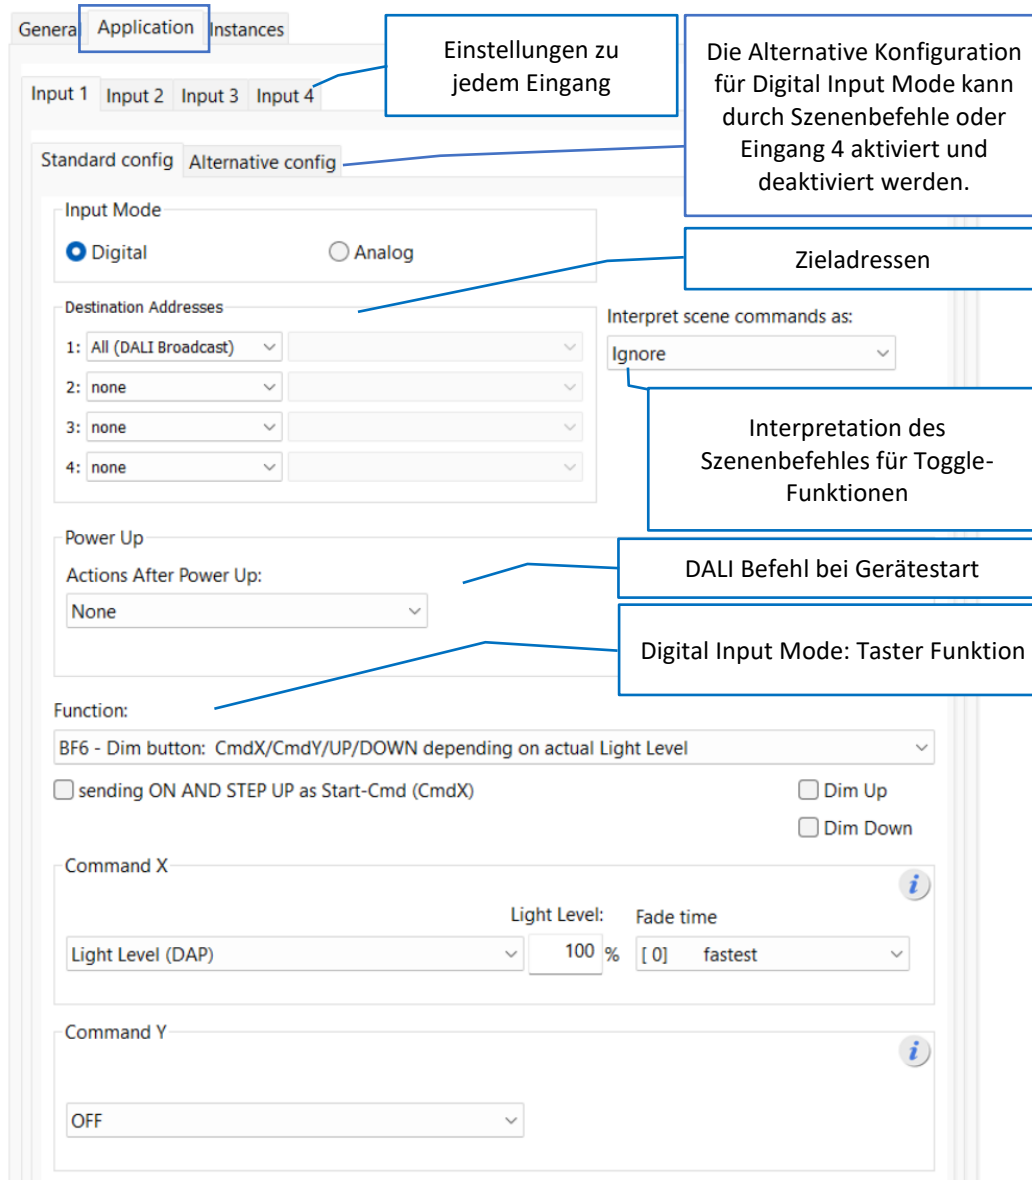 General Application Instances
Einstellungen zu
jedem Eingang
Die Alternative Konfiguration
für Digital Input Mode kann
durch Szenenbefehle oder
Eingang 4 aktiviert und
deaktiviert werden.
Input 1 Input 2 Input 3 Input 4
Standard config Alternative config
Input Mode
Digital Analog
Zieladressen
Destination Addresses
Interpret scene commands as:
1: All (DALI Broadcast)
Ignore
2: none
3: none
4: none
Interpretation des
Szenenbefehles für Toggle-
Funktionen
Power Up
Actions After Power Up:
None
DALI Befehl bei Gerätestart
Digital Input Mode: Taster Funktion
Function:
BF6 - Dim button: CmdX/CmdY/UP/DOWN depending on actual Light Level
sending ON AND STEP UP as Start-Cmd (CmdX) Dim Up
Dim Down
Command X
i
Light Level: Fade time
Light Level (DAP) 100 % [ 0] fastest
Command Y
i
OFF